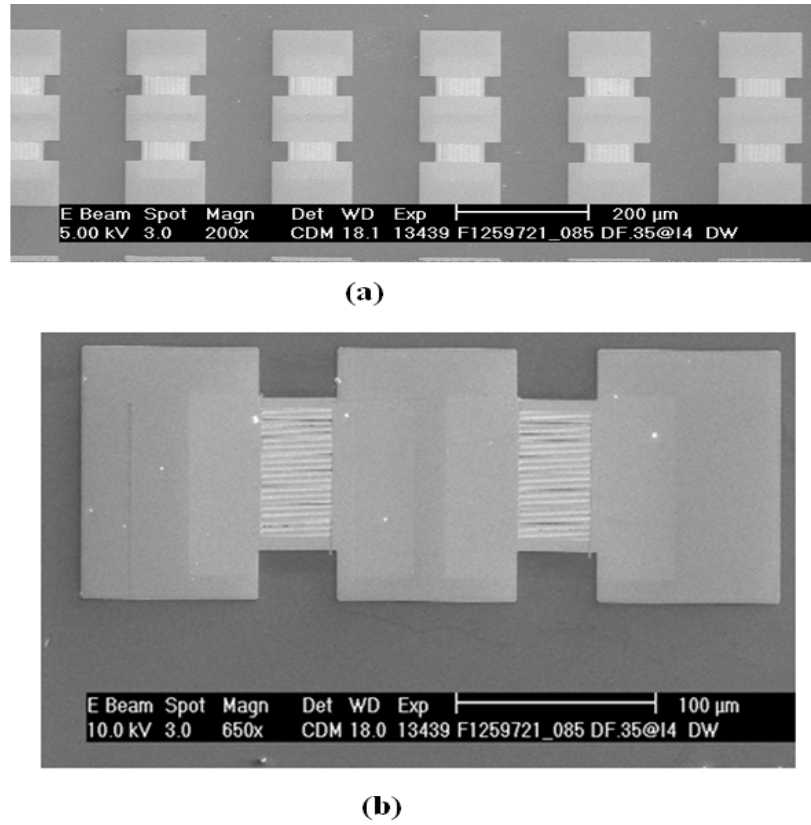 E Beam Spot Magn Det WD Exp 200 µm
5.00 kV 3.0 200x CDM 18.1 13439 F1259721_085 DF.35@I4 DW
(a)
E Beam Spot Magn Det WD Exp 100 µm
10.0 kV 3.0 650x CDM 18.0 13439 F1259721_085 DF.35@I4 DW
(b)